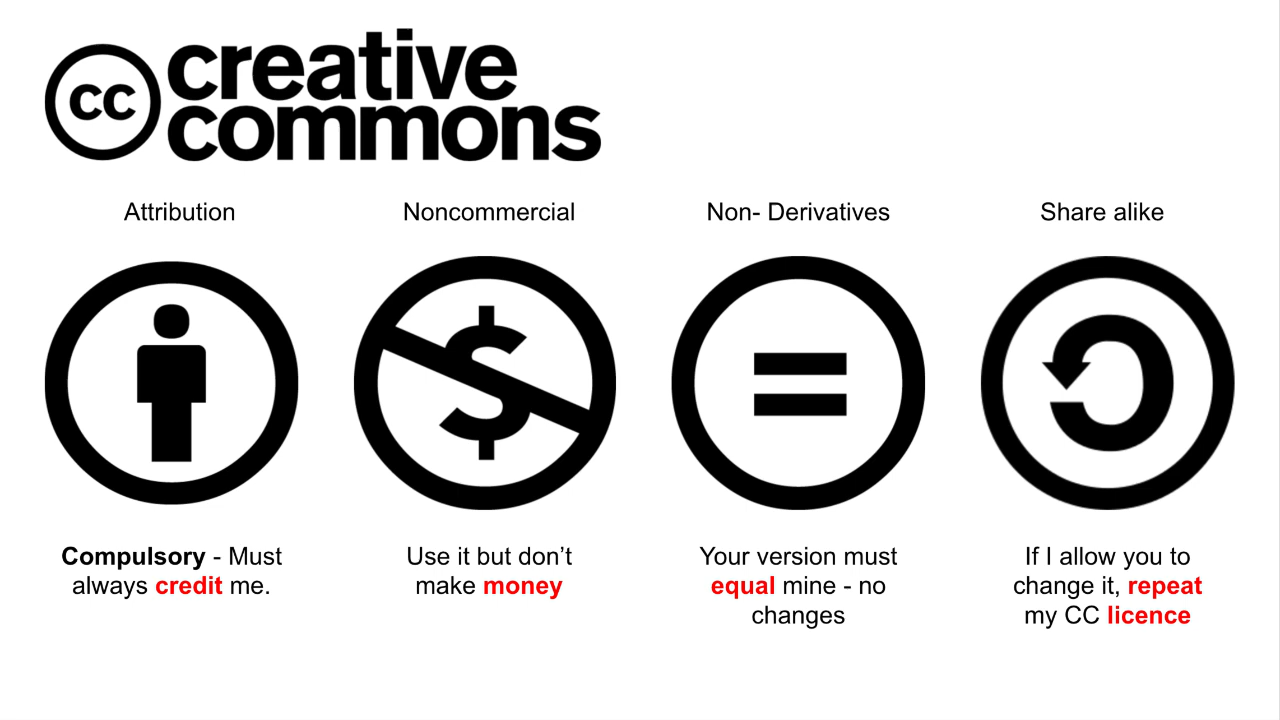 cc creative
commons
Attribution
Noncommercial
Non- Derivatives
Share alike
$
=
Compulsory - Must
always credit me.
Use it but don’t
make money
Your version must
equal mine - no
changes
If I allow you to
change it, repeat
my CC licence